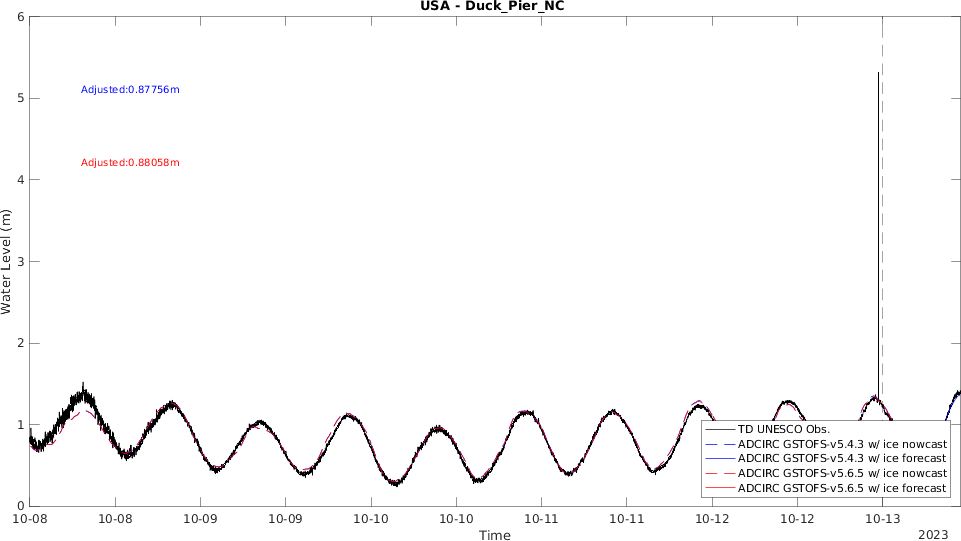 USA - Duck_Pier_NC
6
5
4
3
2
1
0
Water Level (m)
Adjusted:0.87756m
Adjusted:0.88058m
TD UNESCO Obs.
ADCIRC GSTOFS-v5.4.3 w/ ice nowcast
ADCIRC GSTOFS-v5.4.3 w/ ice forecast
ADCIRC GSTOFS-v5.6.5 w/ ice nowcast
ADCIRC GSTOFS-v5.6.5 w/ ice forecast
10-08 10-08 10-09 10-09 10-10 10-10 10-11 10-11 10-12 10-12 10-13
Time
2023